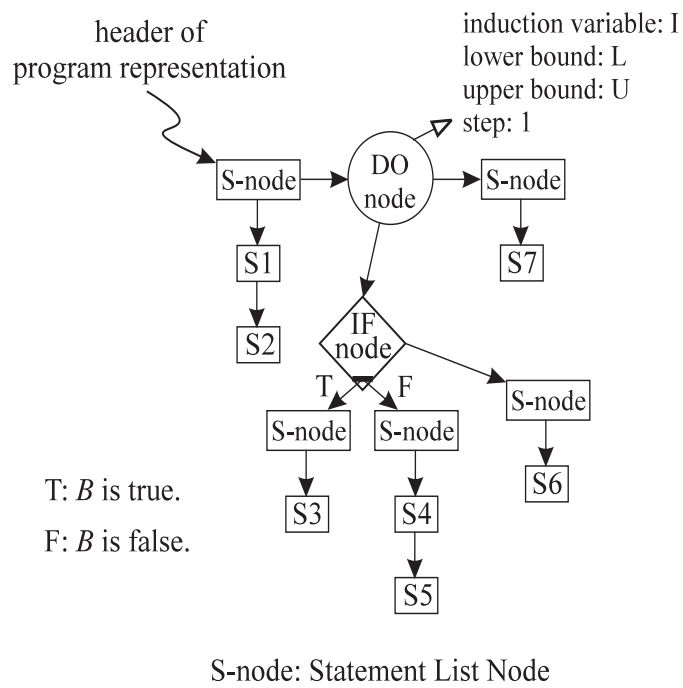 header of
program representation
induction variable: I
lower bound: L
upper bound: U
step: 1
S-node
DO
node
S-node
S1
S7
S2
IF
node
T
F
S-node
S-node
S-node
S3
S4
S6
S5
T: B is true.
F: B is false.
S-node: Statement List Node